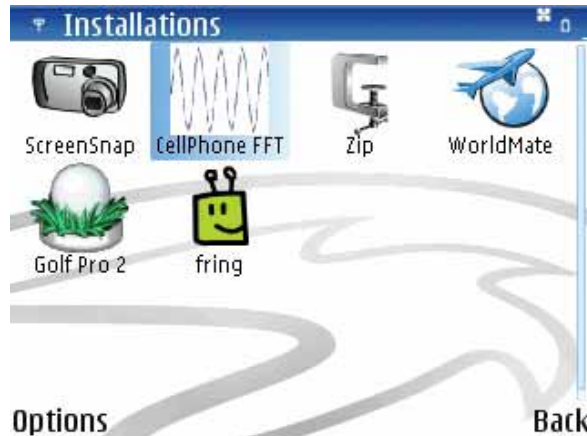 Installations
ScreenSnap CellPhone FFT Zip WorldMate
Golf Pro 2 fring
Options Back